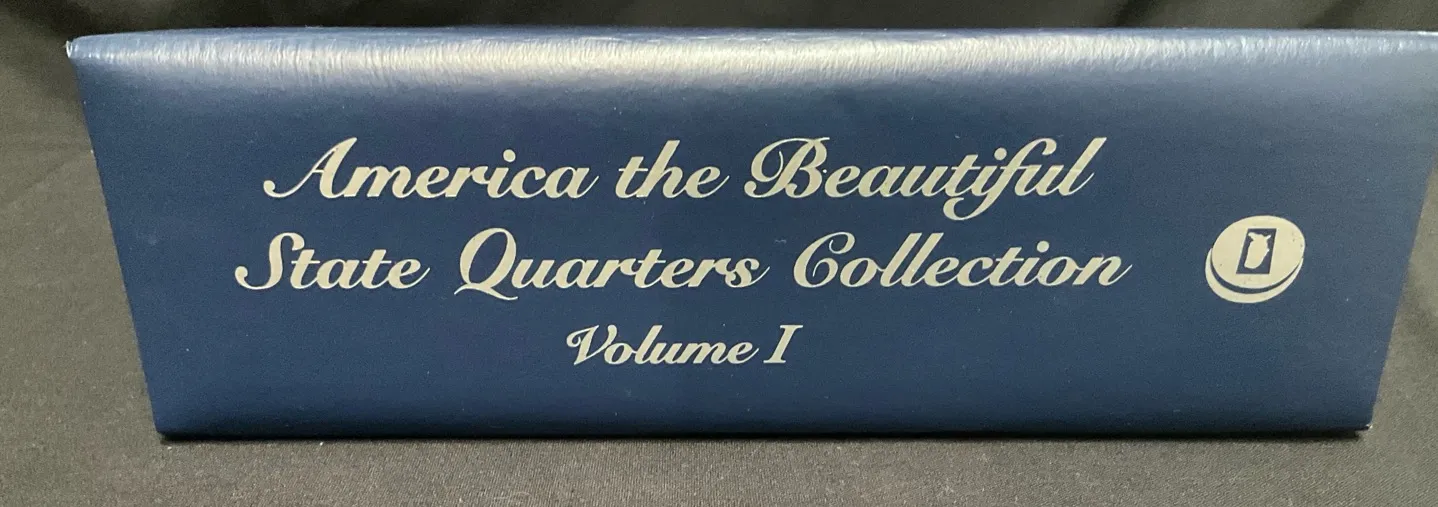 America the Beautiful
State Quarters Collection
Volume I